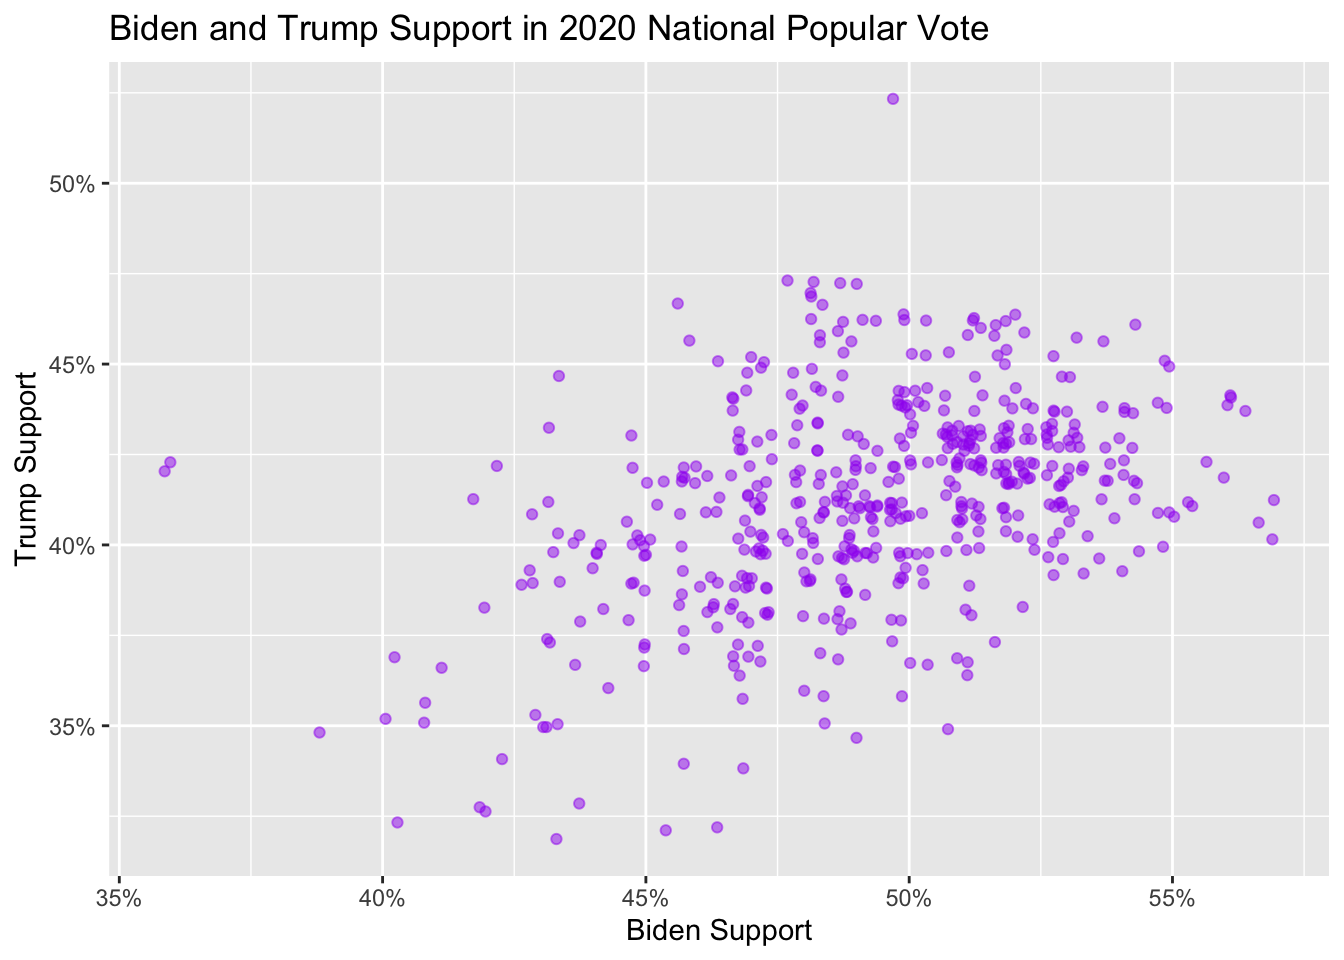 Biden and Trump Support in 2020 National Popular Vote
50%
45%
40%
35%
Trump Support
35% 40% 45% 50% 55%
Biden Support